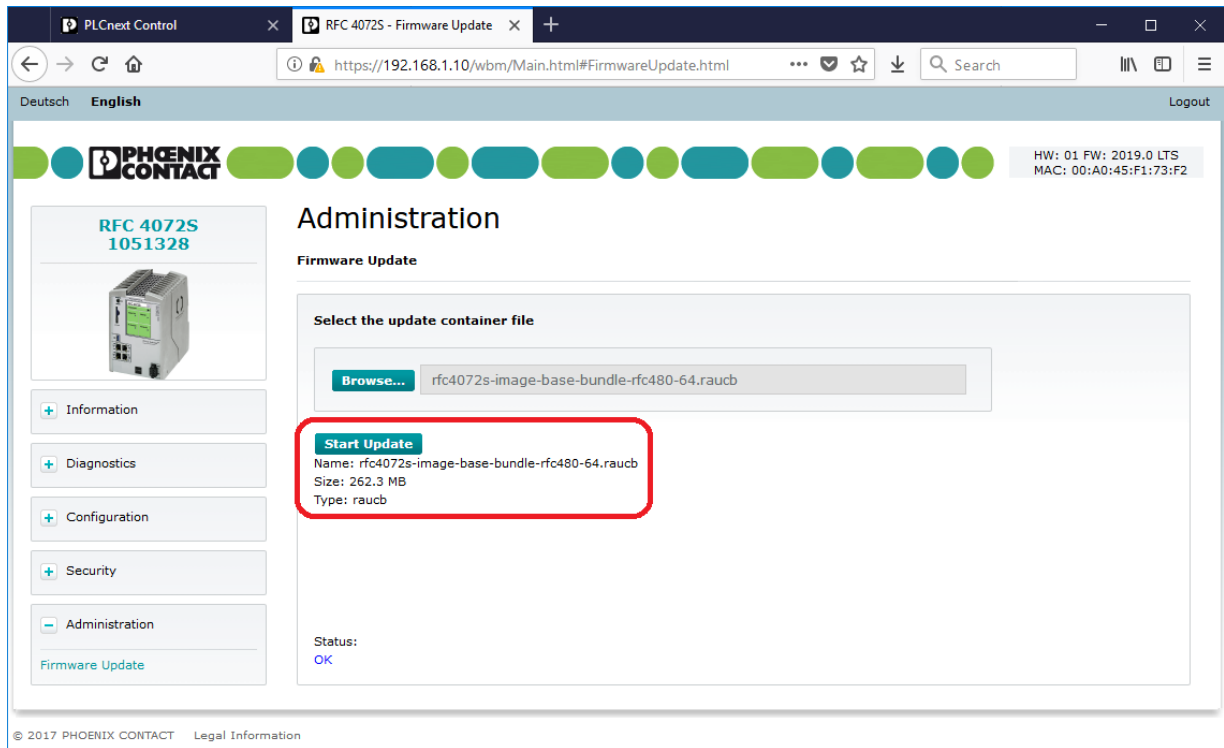 PLCnext Control
RFC 4072S - Firmware Update
https://192.168.1.10/wbm/Main.html#FirmwareUpdate.html
Search
Deutsch English
Logout
PHŒNIX
CONTACT
HW: 01 FW: 2019.0 LTS
MAC: 00:A0:45:F1:73:F2
RFC 4072S
1051328
Information
Diagnostics
Configuration
Security
Administration
Firmware Update
Administration
Firmware Update
Select the update container file
Browse... rfc4072s-image-base-bundle-rfc480-64.raucb
Start Update
Name: rfc4072s-image-base-bundle-rfc480-64.raucb
Size: 262.3 MB
Type: raucb
Status:
OK
© 2017 PHOENIX CONTACT Legal Information